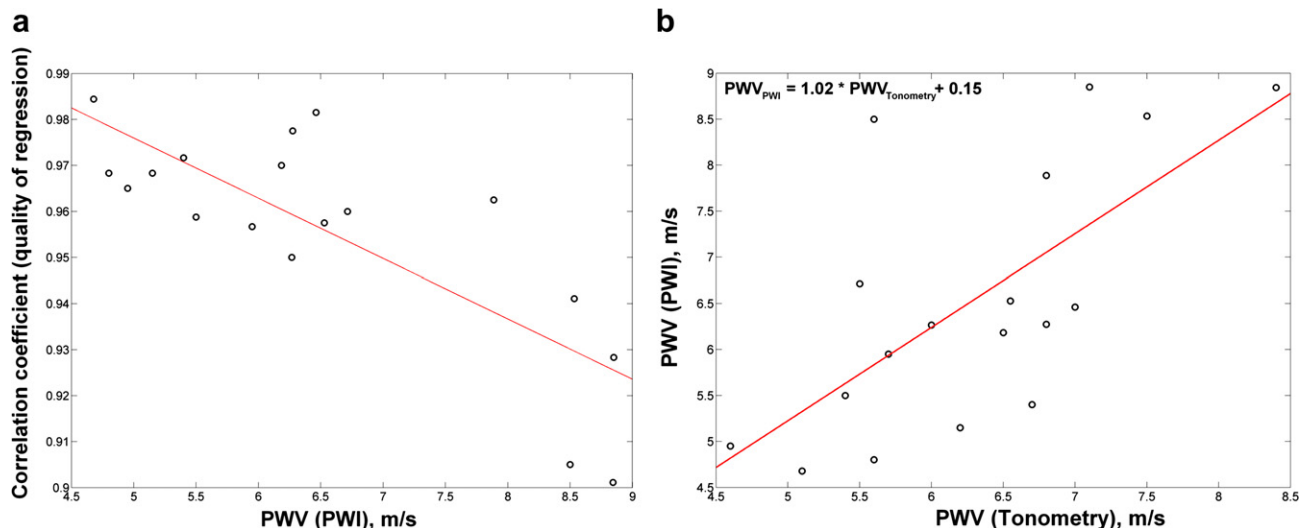 a
Correlation coefficient (quality of regression)
0.99
0.98
0.97
0.96
0.95
0.94
0.93
0.92
0.91
0.9
4.5 5 5.5 6 6.5 7 7.5 8 8.5 9
PWV (PWI), m/s
b
PWV (PWI), m/s
9
8.5
8
7.5
7
6.5
6
5.5
5
4.5
PWV_PWI = 1.02 * PWV_Tonometry + 0.15
4.5 5 5.5 6 6.5 7 7.5 8 8.5
PWV (Tonometry), m/s